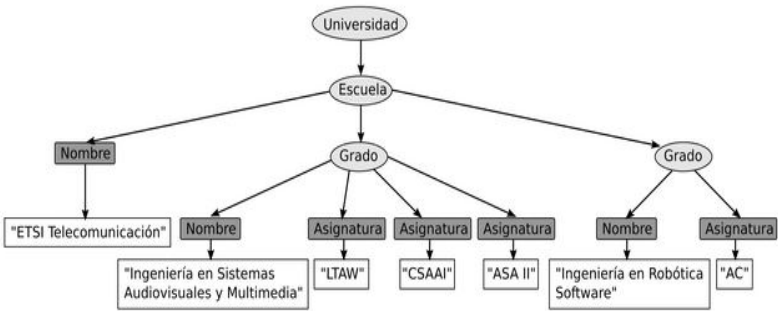 Universidad
Escuela
Nombre
Grado
Grado
"ETSI Telecomunicación"
Nombre
Asignatura
Asignatura
Asignatura
Nombre
Asignatura
"Ingeniería en Sistemas
Audiovisuales y Multimedia"
"LTAW"
"CSAAI"
"ASA II"
"Ingeniería en Robótica
Software"
"AC"